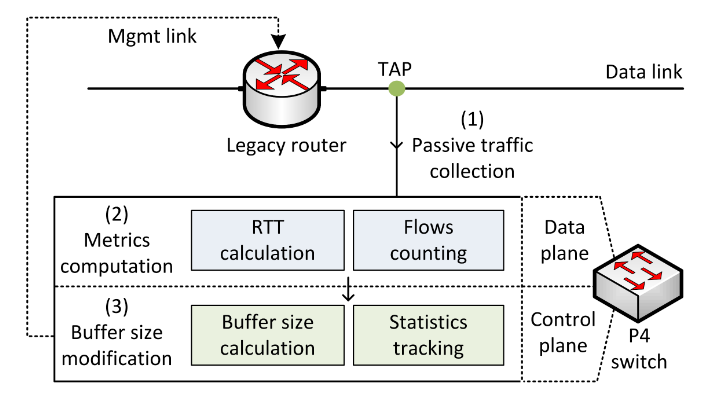 Mgmt link
TAP
Data link
Legacy router
(1)
Passive traffic
collection
(2)
Metrics
computation
RTT
calculation
Flows
counting
Data
plane
(3)
Buffer size
modification
Buffer size
calculation
Statistics
tracking
Control
plane
P4
switch